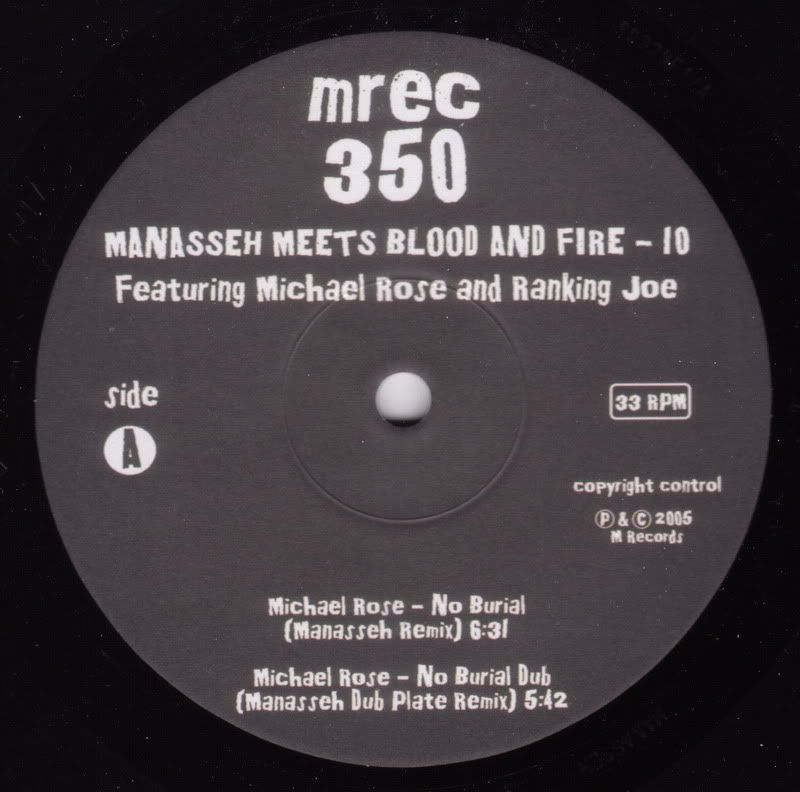 mrec
350
MANASSEH MEETS BLOOD AND FIRE - 10
Featuring Michael Rose and Ranking Joe
side
A
33 RPM
copyright control
Ⓟ & © 2005
M Records
Michael Rose - No Burial
(Manasseh Remix) 6:31
Michael Rose - No Burial Dub
(Manasseh Dub Plate Remix) 5:42